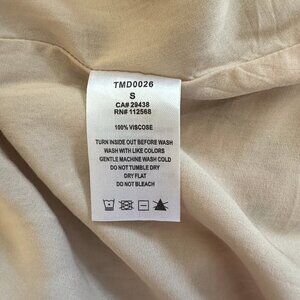 TMD0026
S
CA# 29438
RN# 112568
100% VISCOSE
TURN INSIDE OUT BEFORE WASH
WASH WITH LIKE COLORS
GENTLE MACHINE WASH COLD
DO NOT TUMBLE DRY
DRY FLAT
DO NOT BLEACH